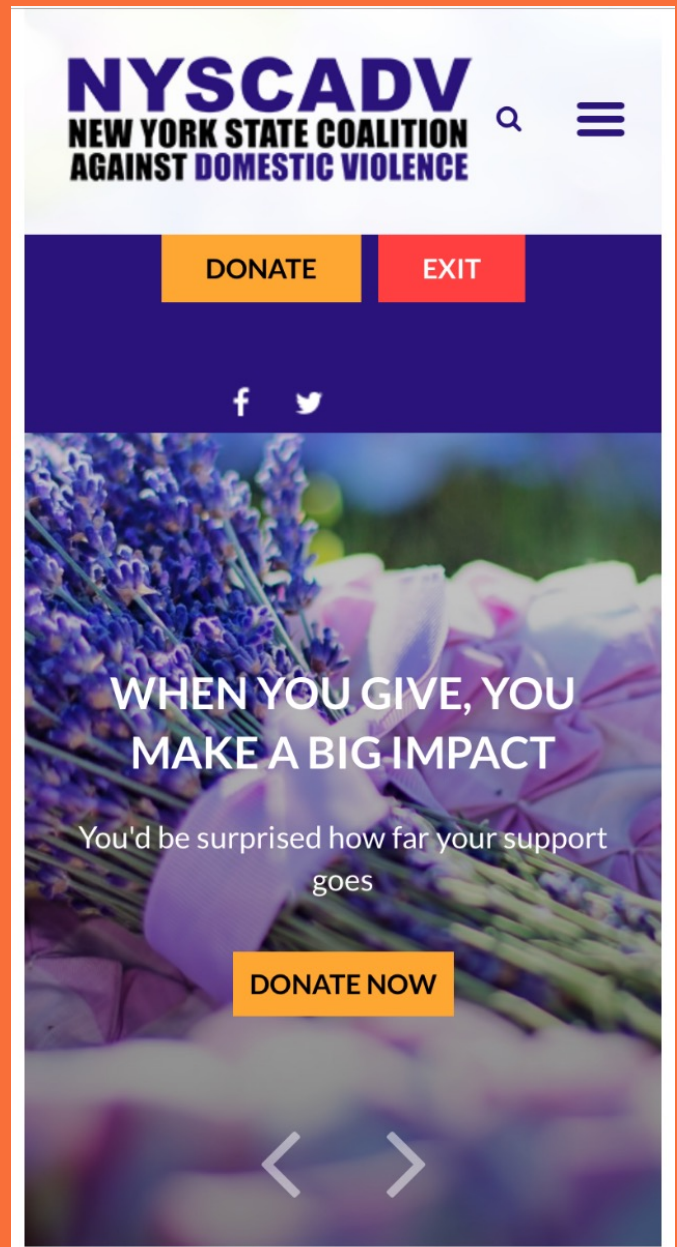 NYSCADV
NEW YORK STATE COALITION
AGAINST DOMESTIC VIOLENCE
DONATE
EXIT
WHEN YOU GIVE, YOU
MAKE A BIG IMPACT
You'd be surprised how far your support
goes
DONATE NOW